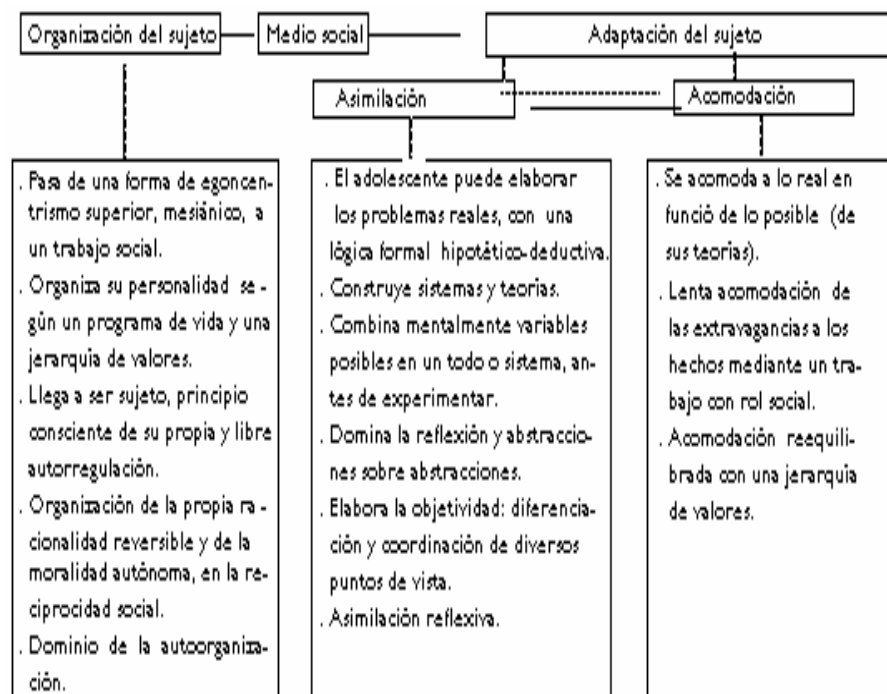 Organización del sujeto
Medio social
Adaptación del sujeto
Asimilación
Acomodación
. Pasa de una forma de egoncen-
trismo superior, mesiánico, a
un trabajo social.
. Organiza su personalidad se-
gún un programa de vida y una
jerarquía de valores.
. Llega a ser sujeto, principio
consciente de su propia y libre
autorregulación.
. Organización de la propia ra-
cionalidad reversible y de la
moralidad autónoma, en la re-
ciprocidad social.
. Dominio de la autoorganiza-
ción.
. El adolescente puede elaborar
los problemas reales, con una
lógica formal hipotético-deductiva.
. Construye sistemas y teorías.
. Combina mentalmente variables
posibles en un todo o sistema, an-
tes de experimentar.
. Domina la reflexión y abstraccio-
nes sobre abstracciones.
. Elabora la objetividad: diferencia-
ción y coordinación de diversos
puntos de vista.
. Asimilación reflexiva.
. Se acomoda a lo real en
funció de lo posible (de
sus teorías).
. Lenta acomodación de
las extravagancias a los
hechos mediante un tra-
bajo con rol social.
. Acomodación reequili-
brada con una jerarquía
de valores.